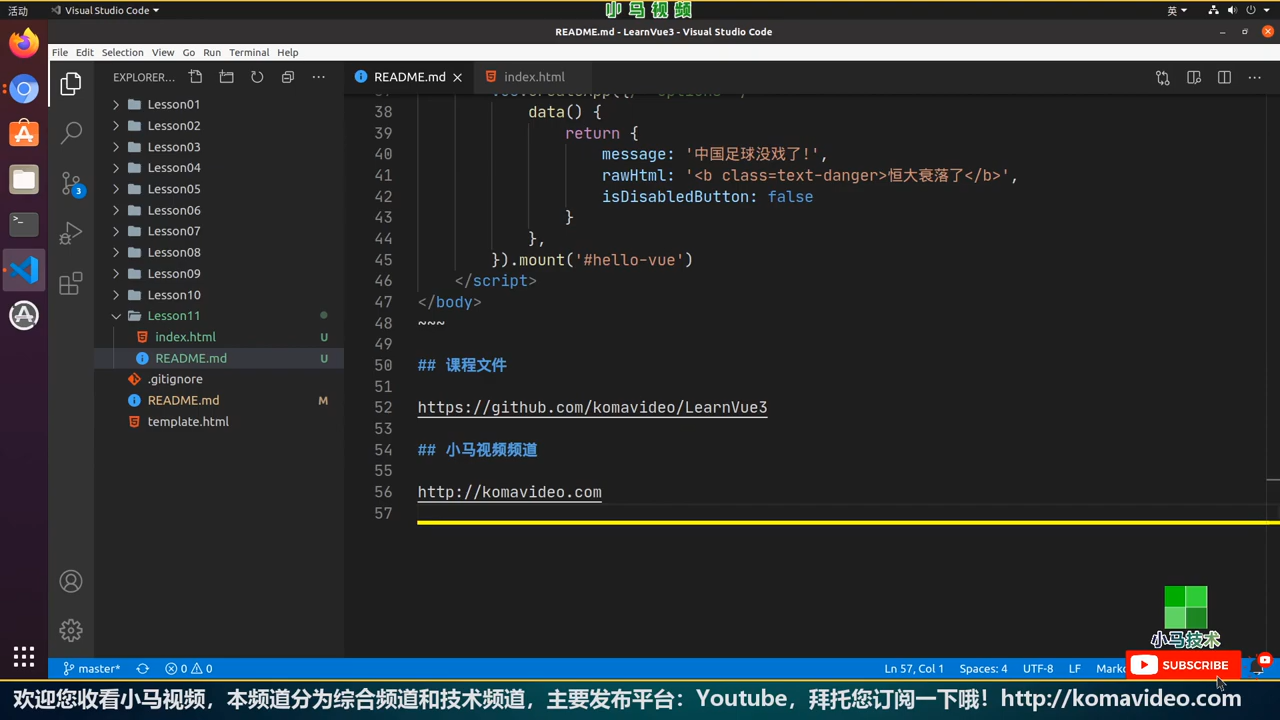 活动
Visual Studio Code
小马视频
英
README.md - LearnVue3 - Visual Studio Code
File Edit Selection View Go Run Terminal Help
EXPLORER...
README.md
index.html
Lesson01
Lesson02
Lesson03
Lesson04
Lesson05
Lesson06
Lesson07
Lesson08
Lesson09
Lesson10
Lesson11
index.html U
README.md U
.gitignore
README.md M
template.html
3
38 data() {
39 return {
40 message: '中国足球没戏了!',
41 rawHtml: '<b class=text-danger>恒大衰落了</b>',
42 isDisabledButton: false
43 }
44 },
45 }).mount('#hello-vue')
46 </script>
47 </body>
48 ~~~
49
50 ## 课程文件
51
52 https://github.com/komavideo/LearnVue3
53
54 ## 小马视频频道
55
56 http://komavideo.com
57
小马技术
SUBSCRIBE
master* 0 0 Ln 57, Col 1 Spaces: 4 UTF-8 LF
欢迎您收看小马视频，本频道分为综合频道和技术频道，主要发布平台：Youtube，拜托您订阅一下哦！http://komavideo.com